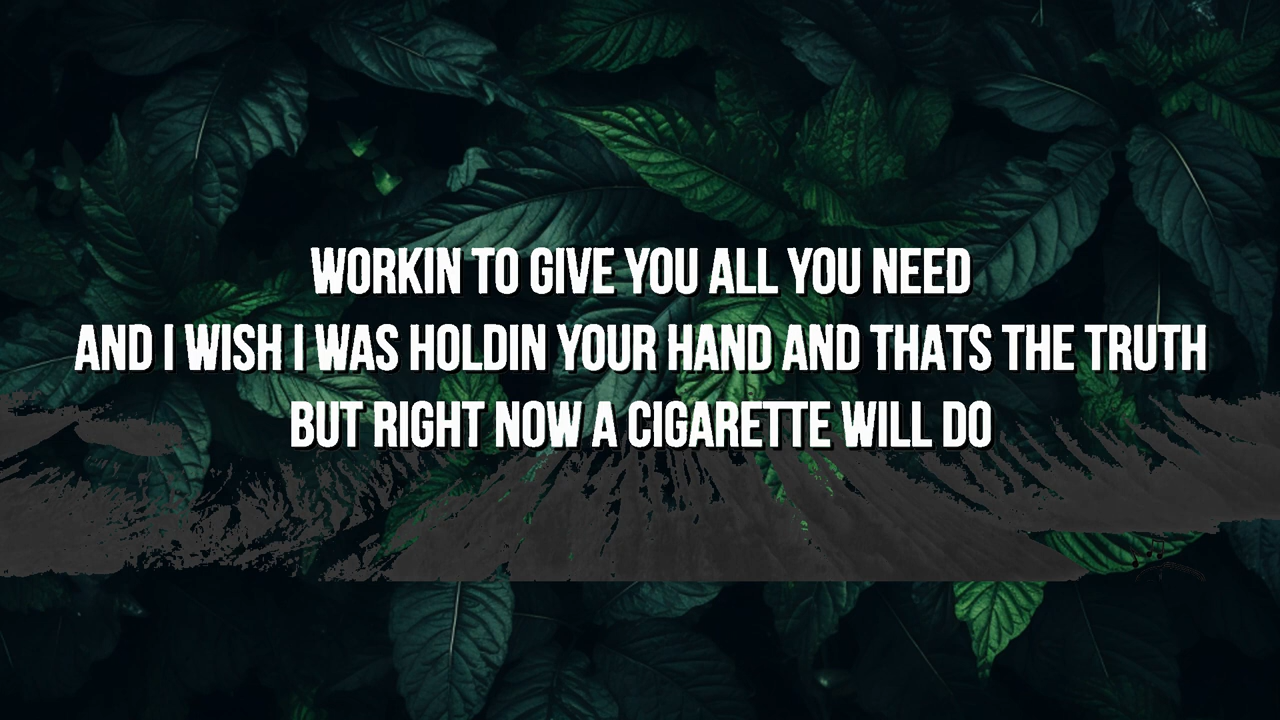 WORKIN TO GIVE YOU ALL YOU NEED
AND I WISH I WAS HOLDIN YOUR HAND AND THATS THE TRUTH
BUT RIGHT NOW A CIGARETTE WILL DO